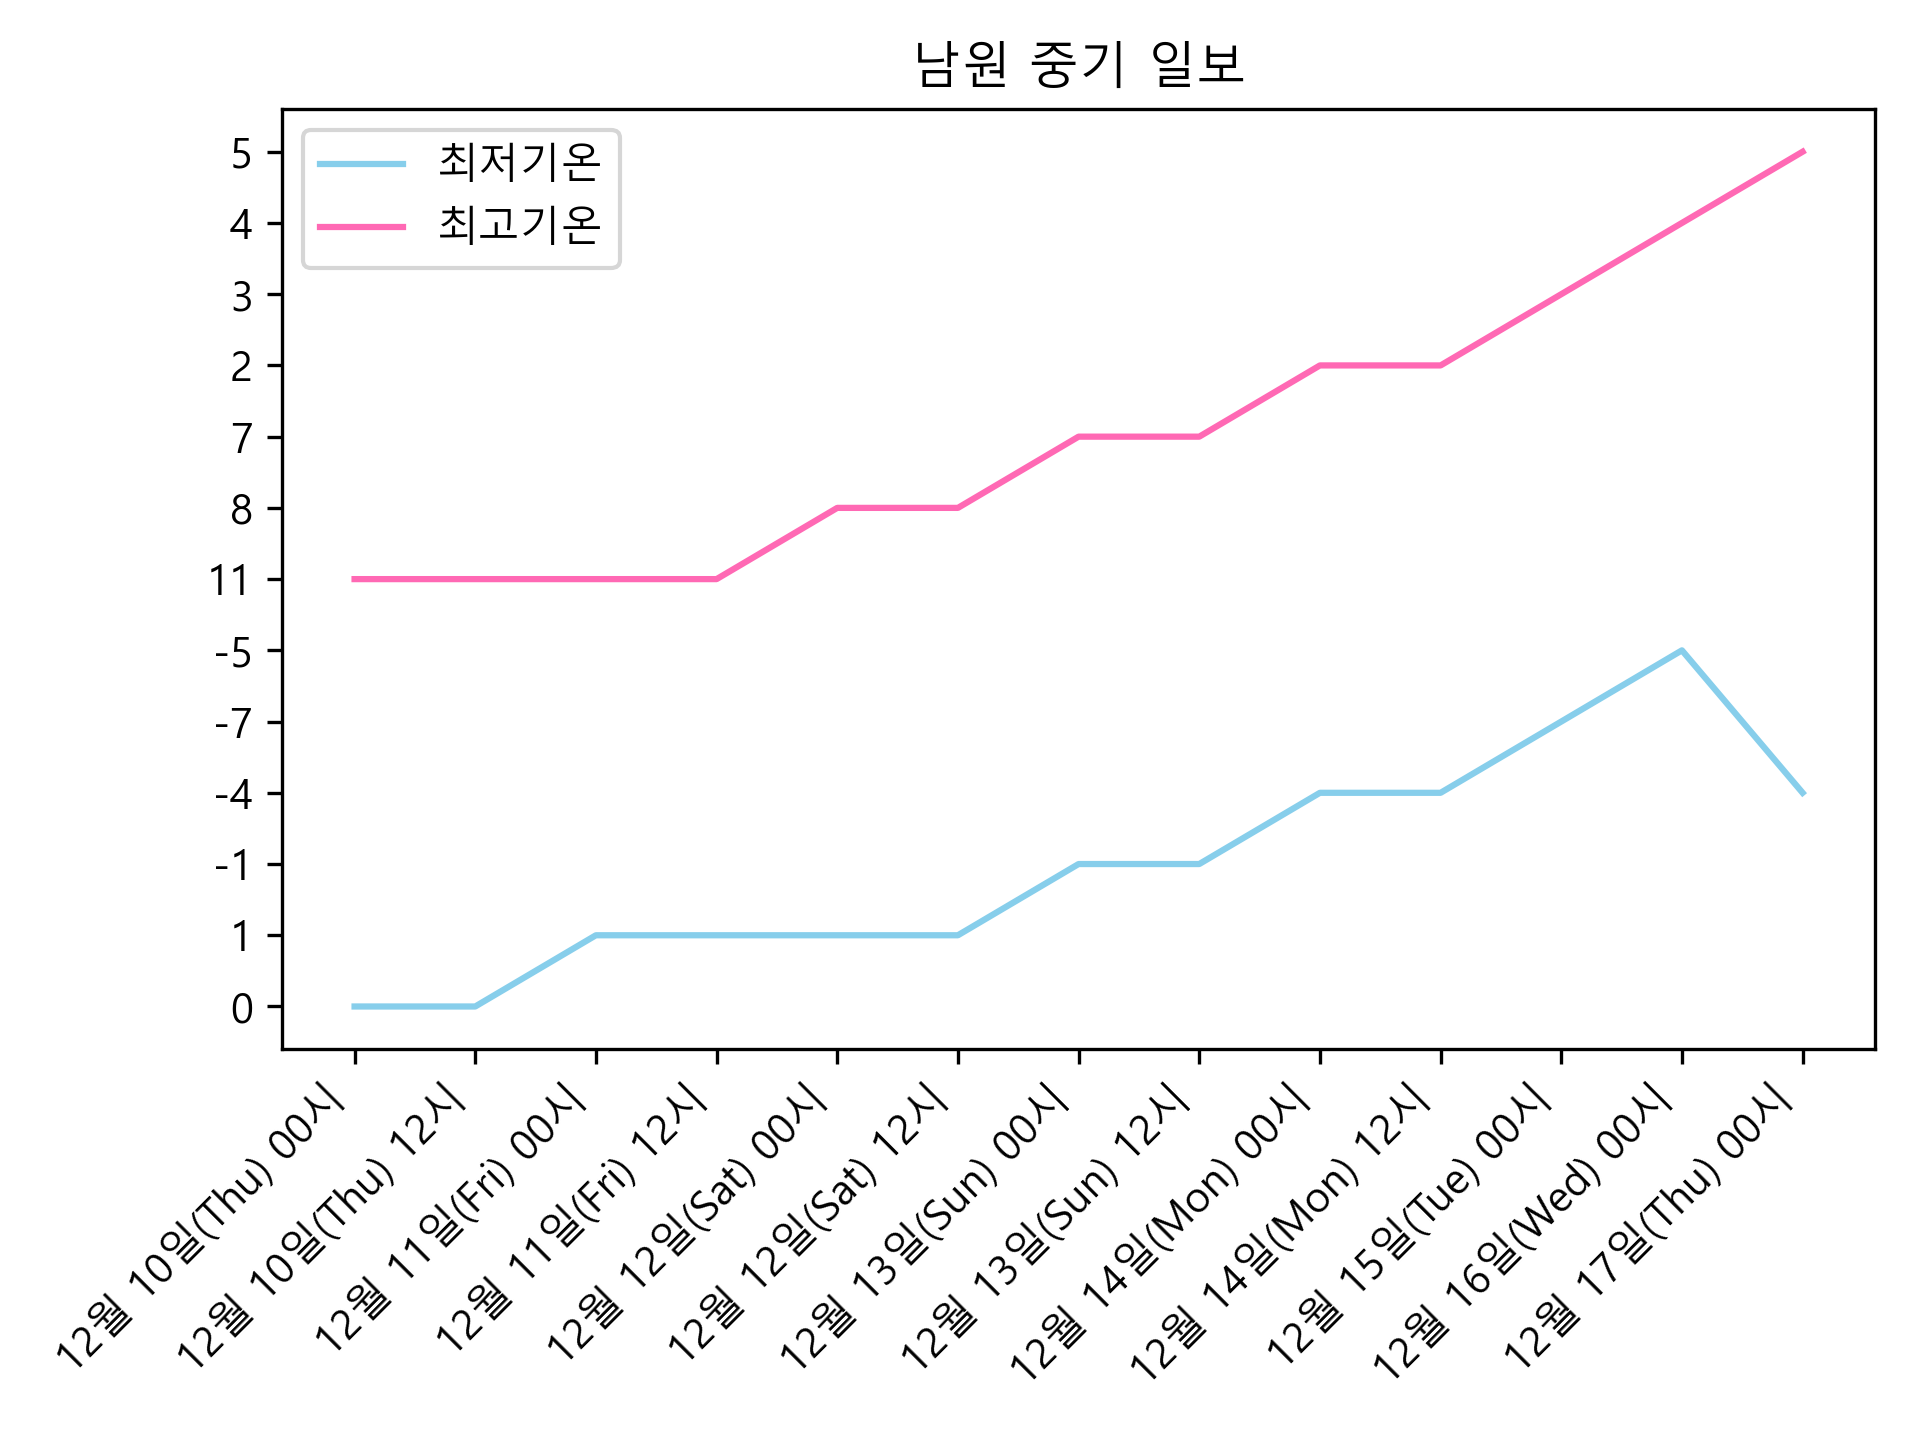 남원 중기 일보
최저기온
최고기온
5
4
3
2
7
8
11
-5
-7
-4
-1
1
0
12월 10일(Thu) 00시
12월 10일(Thu) 12시
12월 11일(Fri) 00시
12월 11일(Fri) 12시
12월 12일(Sat) 00시
12월 12일(Sat) 12시
12월 13일(Sun) 00시
12월 13일(Sun) 12시
12월 14일(Mon) 00시
12월 14일(Mon) 12시
12월 15일(Tue) 00시
12월 16일(Wed) 00시
12월 17일(Thu) 00시